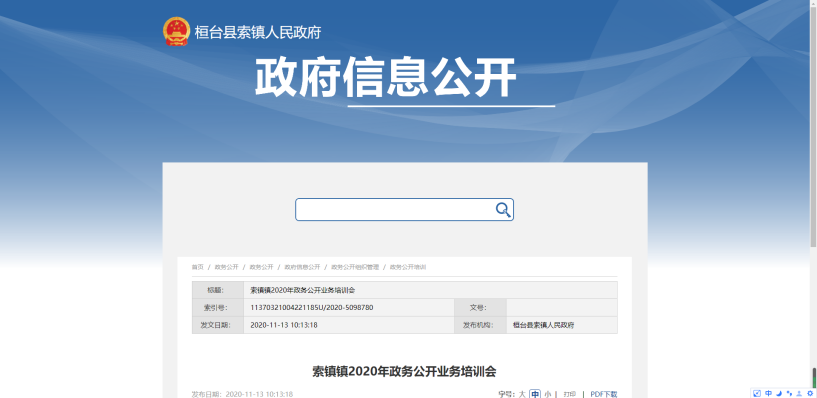 桓台县索镇人民政府
政府信息公开
首页 / 政务公开 / 政务公开 / 政府信息公开 / 政务公开组织管理 / 政务公开培训
标题: 索镇镇2020年政务公开业务培训会
索引号: 11370321004221185U/2020-5098780 文号:
发文日期: 2020-11-13 10:13:18 发布机构: 桓台县索镇人民政府
索镇镇2020年政务公开业务培训会
发布日期: 2020-11-13 10:13:18 字号: 大 中 小 | 打印 | PDF下载
中